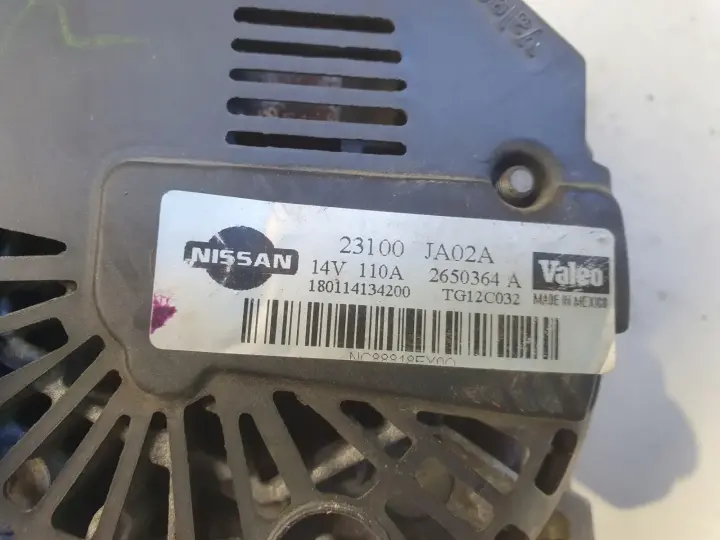 NISSAN
23100 JA02A
14V 110A 2650364 A
180114134200 TG12C032
Valeo
MADE IN MEXICO